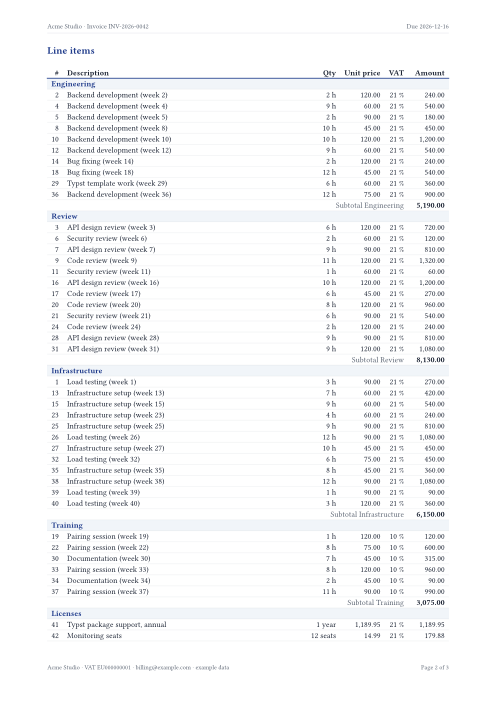 Acme Studio · Invoice INV-2026-0042 Due 2026-12-16
Line items
# Description Qty Unit price VAT Amount
Engineering
2 Backend development (week 2) 2 h 120.00 21 % 240.00
4 Backend development (week 4) 9 h 60.00 21 % 540.00
5 Backend development (week 5) 2 h 90.00 21 % 180.00
8 Backend development (week 8) 10 h 45.00 21 % 450.00
10 Backend development (week 10) 10 h 120.00 21 % 1,200.00
12 Backend development (week 12) 9 h 60.00 21 % 540.00
14 Bug fixing (week 14) 2 h 120.00 21 % 240.00
18 Bug fixing (week 18) 12 h 45.00 21 % 540.00
29 Typst template work (week 29) 6 h 60.00 21 % 360.00
36 Backend development (week 36) 12 h 75.00 21 % 900.00
Subtotal Engineering 5,190.00
Review
3 API design review (week 3) 6 h 120.00 21 % 720.00
6 Security review (week 6) 2 h 60.00 21 % 120.00
7 API design review (week 7) 9 h 90.00 21 % 810.00
9 Code review (week 9) 11 h 120.00 21 % 1,320.00
11 Security review (week 11) 1 h 60.00 21 % 60.00
16 API design review (week 16) 10 h 120.00 21 % 1,200.00
17 Code review (week 17) 6 h 45.00 21 % 270.00
20 Code review (week 20) 8 h 120.00 21 % 960.00
21 Security review (week 21) 6 h 90.00 21 % 540.00
24 Code review (week 24) 2 h 120.00 21 % 240.00
28 API design review (week 28) 9 h 90.00 21 % 810.00
31 API design review (week 31) 9 h 120.00 21 % 1,080.00
Subtotal Review 8,130.00
Infrastructure
1 Load testing (week 1) 3 h 90.00 21 % 270.00
13 Infrastructure setup (week 13) 7 h 60.00 21 % 420.00
15 Infrastructure setup (week 15) 9 h 60.00 21 % 540.00
23 Infrastructure setup (week 23) 4 h 60.00 21 % 240.00
25 Infrastructure setup (week 25) 9 h 90.00 21 % 810.00
26 Load testing (week 26) 12 h 90.00 21 % 1,080.00
27 Infrastructure setup (week 27) 10 h 45.00 21 % 450.00
32 Load testing (week 32) 6 h 75.00 21 % 450.00
35 Infrastructure setup (week 35) 8 h 45.00 21 % 360.00
38 Infrastructure setup (week 38) 12 h 90.00 21 % 1,080.00
39 Load testing (week 39) 1 h 90.00 21 % 90.00
40 Load testing (week 40) 3 h 120.00 21 % 360.00
Subtotal Infrastructure 6,150.00
Training
19 Pairing session (week 19) 1 h 120.00 10 % 120.00
22 Pairing session (week 22) 8 h 75.00 10 % 600.00
30 Documentation (week 30) 7 h 45.00 10 % 315.00
33 Pairing session (week 33) 8 h 120.00 10 % 960.00
34 Documentation (week 34) 2 h 45.00 10 % 90.00
37 Pairing session (week 37) 11 h 90.00 10 % 990.00
Subtotal Training 3,075.00
Licenses
41 Typst package support, annual 1 year 1,189.95 21 % 1,189.95
42 Monitoring seats 12 seats 14.99 21 % 179.88
Acme Studio · VAT EU000000001 · billing@example.com · example data Page 2 of 3